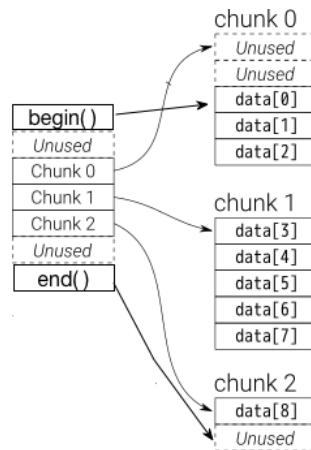 begin()
Unused
Chunk 0
Chunk 1
Chunk 2
Unused
end()
chunk 0
Unused
Unused
data[0]
data[1]
data[2]
chunk 1
data[3]
data[4]
data[5]
data[6]
data[7]
chunk 2
data[8]
Unused